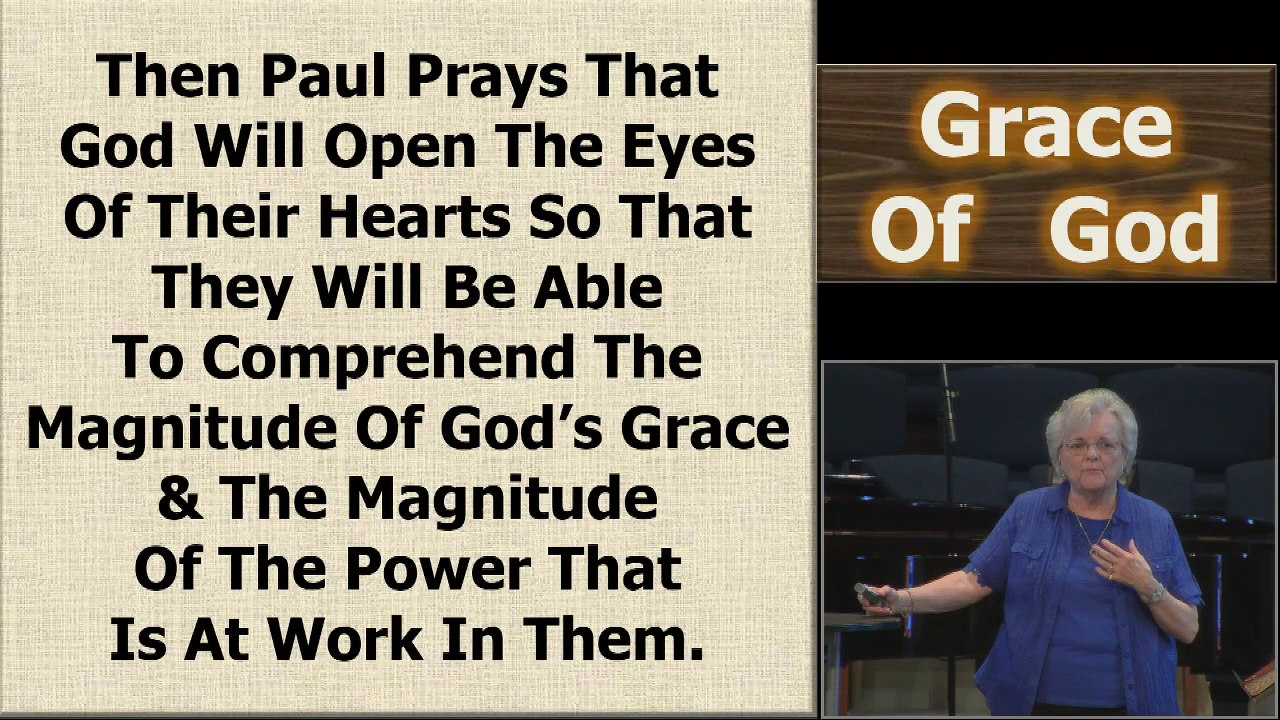 Then Paul Prays That
God Will Open The Eyes
Of Their Hearts So That
They Will Be Able
To Comprehend The
Magnitude Of God’s Grace
& The Magnitude
Of The Power That
Is At Work In Them.
Grace
Of God